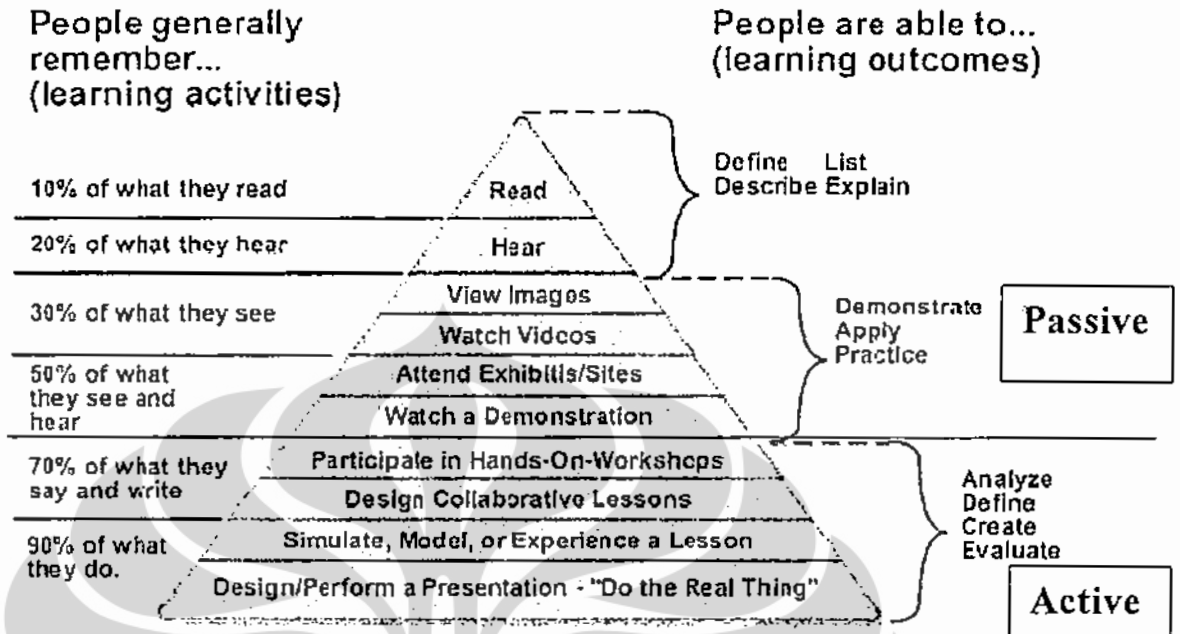 People generally
remember...
(learning activities)
People are able to...
(learning outcomes)
10% of what they read
Read
Define List
Describe Explain
20% of what they hear
Hear
30% of what they see
View Images
Watch Videos
Demonstrate
Apply
Practice
Passive
50% of what
they see and
hear
Attend Exhibitis/Sites
Watch a Demonstration
70% of what they
say and write
Participate in Hands-On-Workshops
Design Collaborative Lessons
Analyze
Define
Create
Evaluate
90% of what
they do.
Simulate, Model, or Experience a Lesson
Design/Perform a Presentation - "Do the Real Thing"
Active